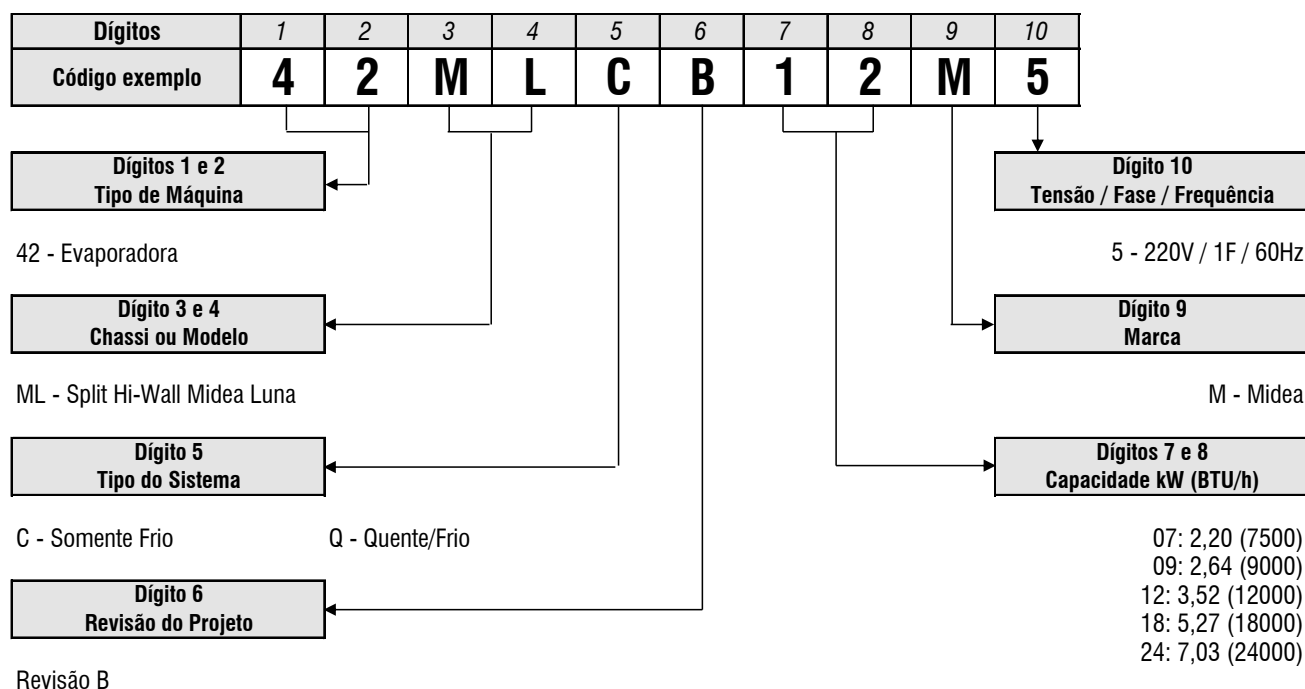 Dígitos 1 2 3 4 5 6 7 8 9 10
Código exemplo 4 2 M L C B 1 2 M 5
Dígitos 1 e 2
Tipo de Máquina
42 - Evaporadora
Dígito 3 e 4
Chassi ou Modelo
ML - Split Hi-Wall Midea Luna
Dígito 5
Tipo do Sistema
C - Somente Frio Q - Quente/Frio
Dígito 6
Revisão do Projeto
Revisão B
Dígito 10
Tensão / Fase / Frequência
5 - 220V / 1F / 60Hz
Dígito 9
Marca
M - Midea
Dígitos 7 e 8
Capacidade kW (BTU/h)
07: 2,20 (7500)
09: 2,64 (9000)
12: 3,52 (12000)
18: 5,27 (18000)
24: 7,03 (24000)